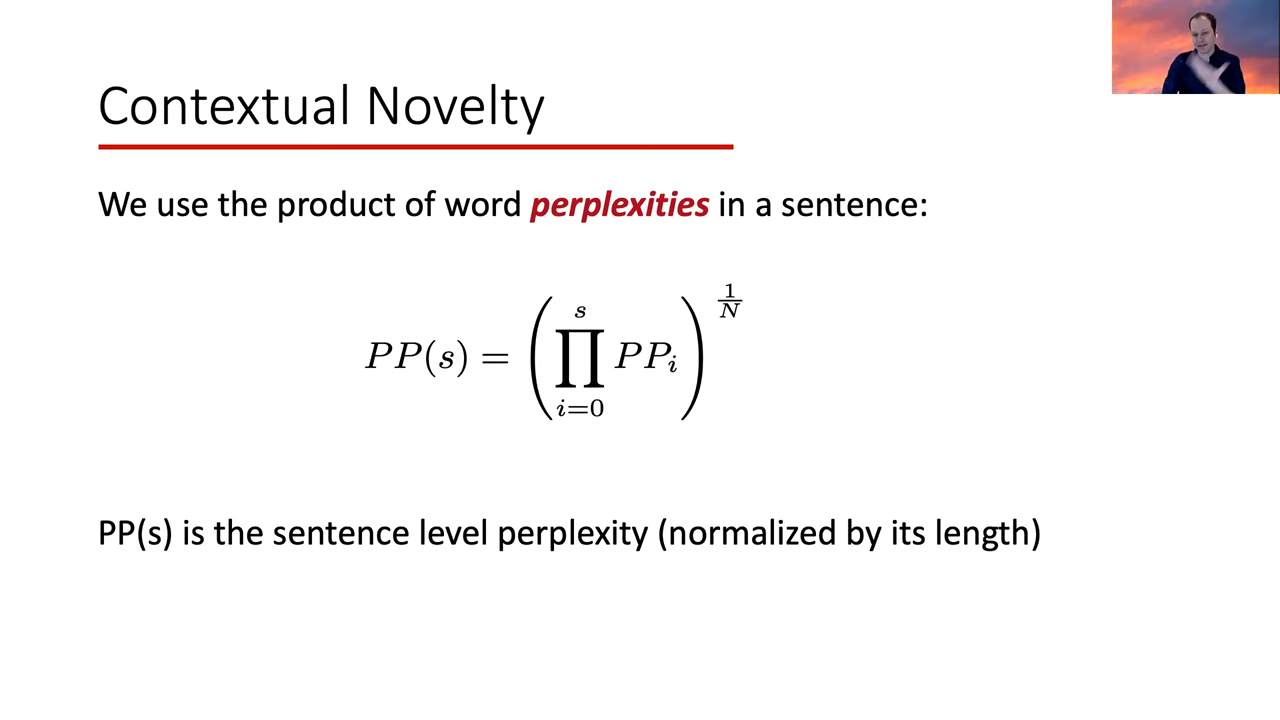 Contextual Novelty
We use the product of word perplexities in a sentence:
PP(s) = (∏_{i=0}^{s} PP_i)^{1/N}
PP(s) is the sentence level perplexity (normalized by its length)